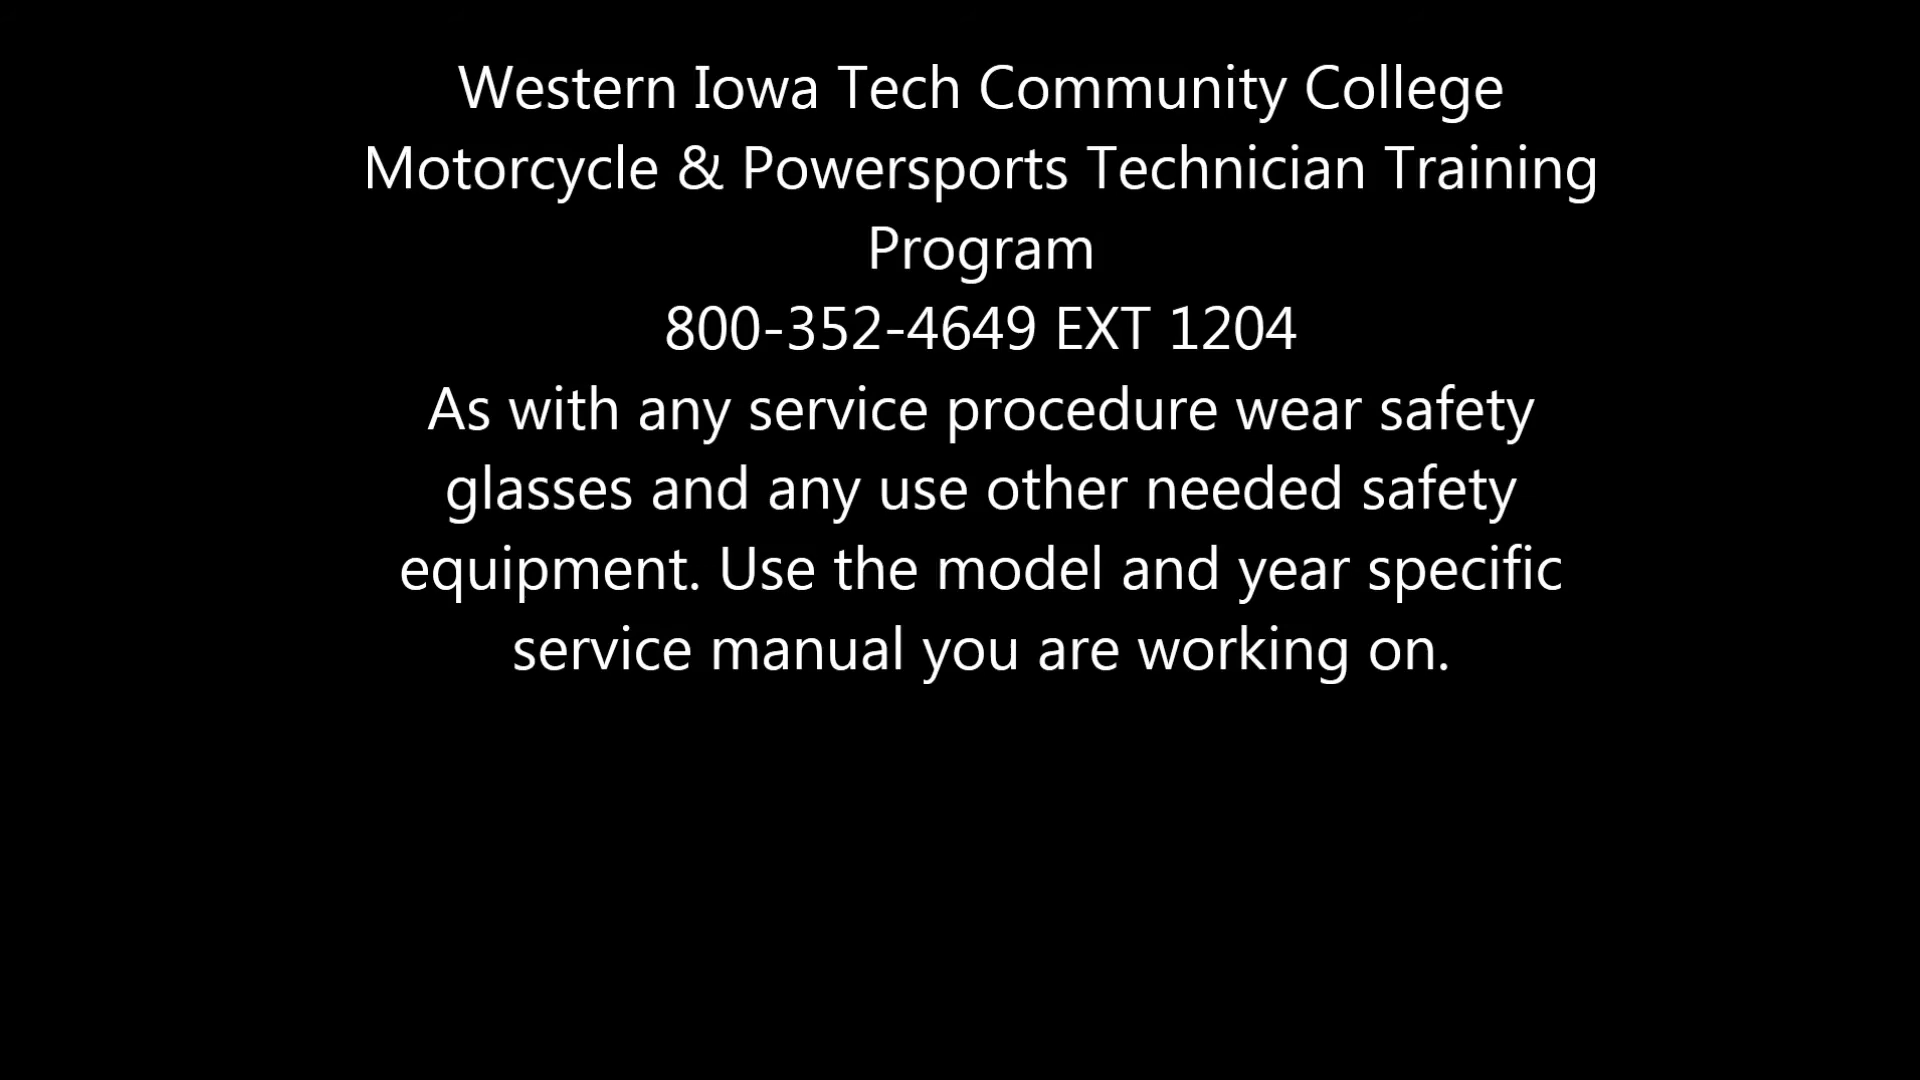 Western Iowa Tech Community College
Motorcycle & Powersports Technician Training
Program
800-352-4649 EXT 1204
As with any service procedure wear safety
glasses and any use other needed safety
equipment. Use the model and year specific
service manual you are working on.